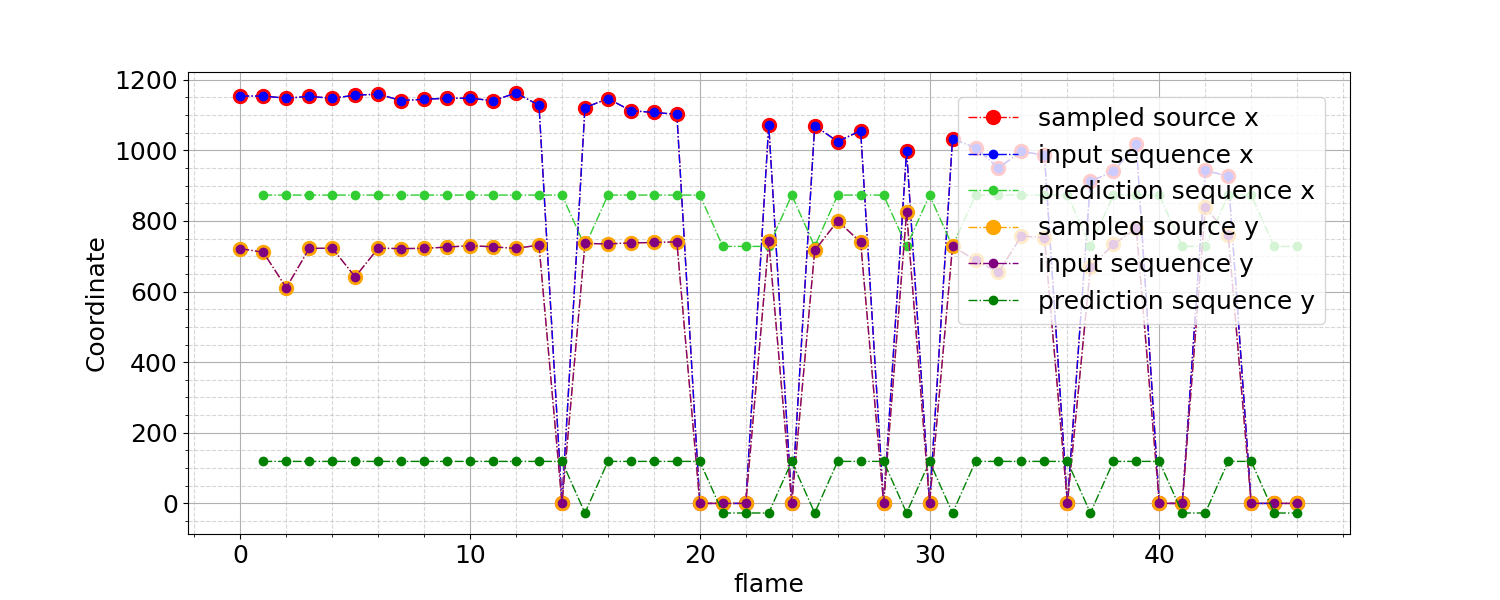 1200
1000
800
600
400
200
0
Coordinate
sampled source x
input sequence x
prediction sequence x
sampled source y
input sequence y
prediction sequence y
0 10 20 30 40
flame